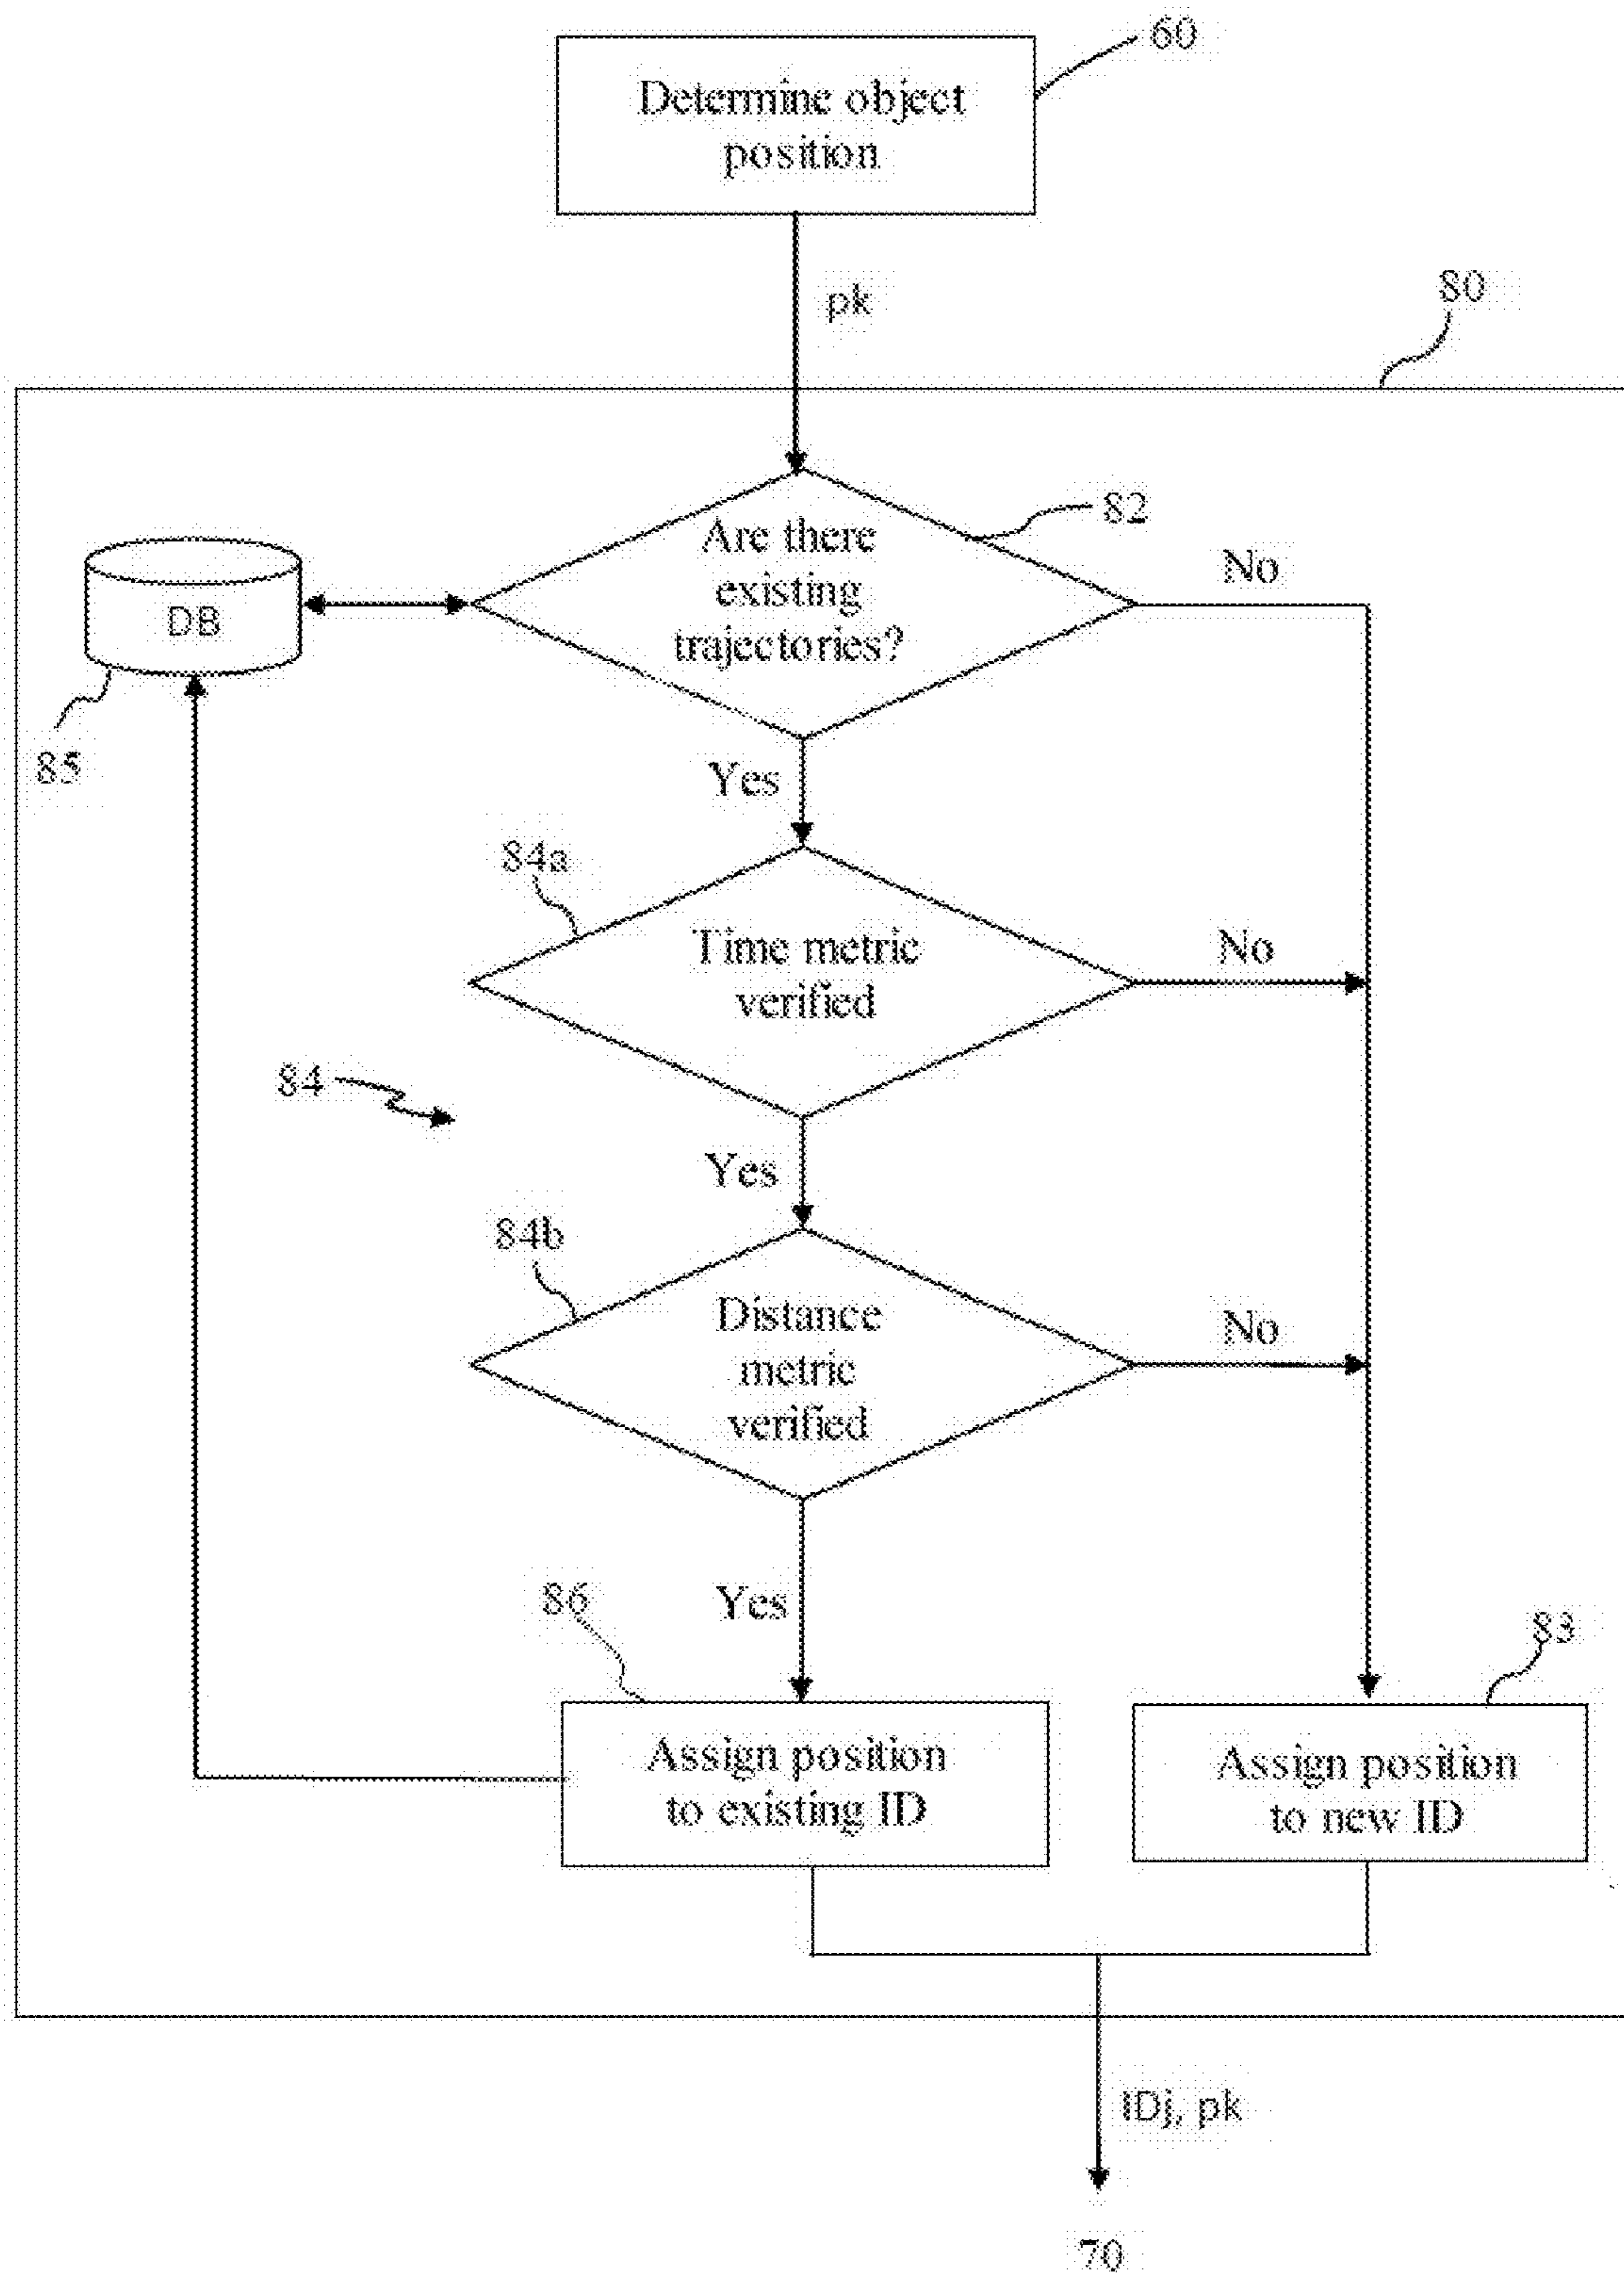 60
Determine object
position
pk
80
82
Are there
existing
trajectories?
No
DB
85
Yes
84a
Time metric
verified
No
84
Yes
84b
Distance
metric
verified
No
Yes
86
83
Assign position
to existing ID
Assign position
to new ID
IDj, pk
70